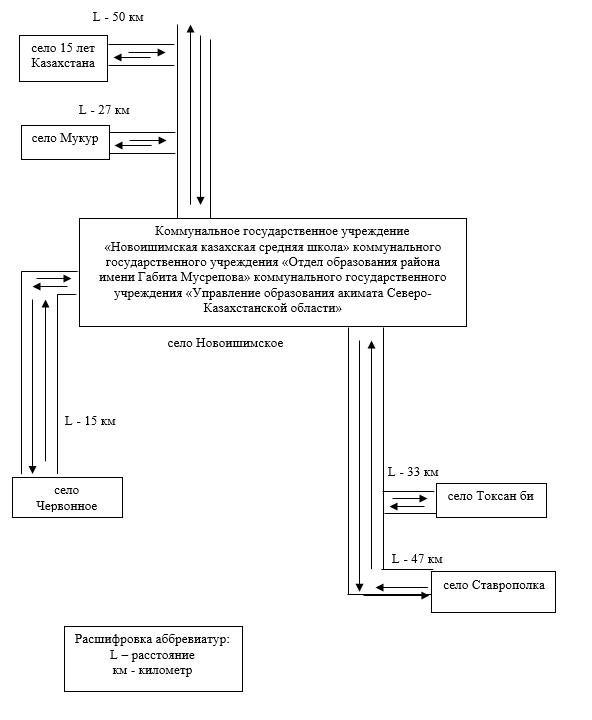 L - 50 км
село 15 лет
Казахстана
L - 27 км
село Мукур
Коммунальное государственное учреждение
«Новоишимская казахская средняя школа» коммунального
государственного учреждения «Отдел образования района
имени Габита Мусрепова» коммунального государственного
учреждения «Управление образования акимата Северо-
Казахстанской области»
село Новоишимское
L - 15 км
село
Червонное
L - 33 км
село Токсан би
L - 47 км
село Ставрополка
Расшифровка аббревиатур:
L – расстояние
км - километр